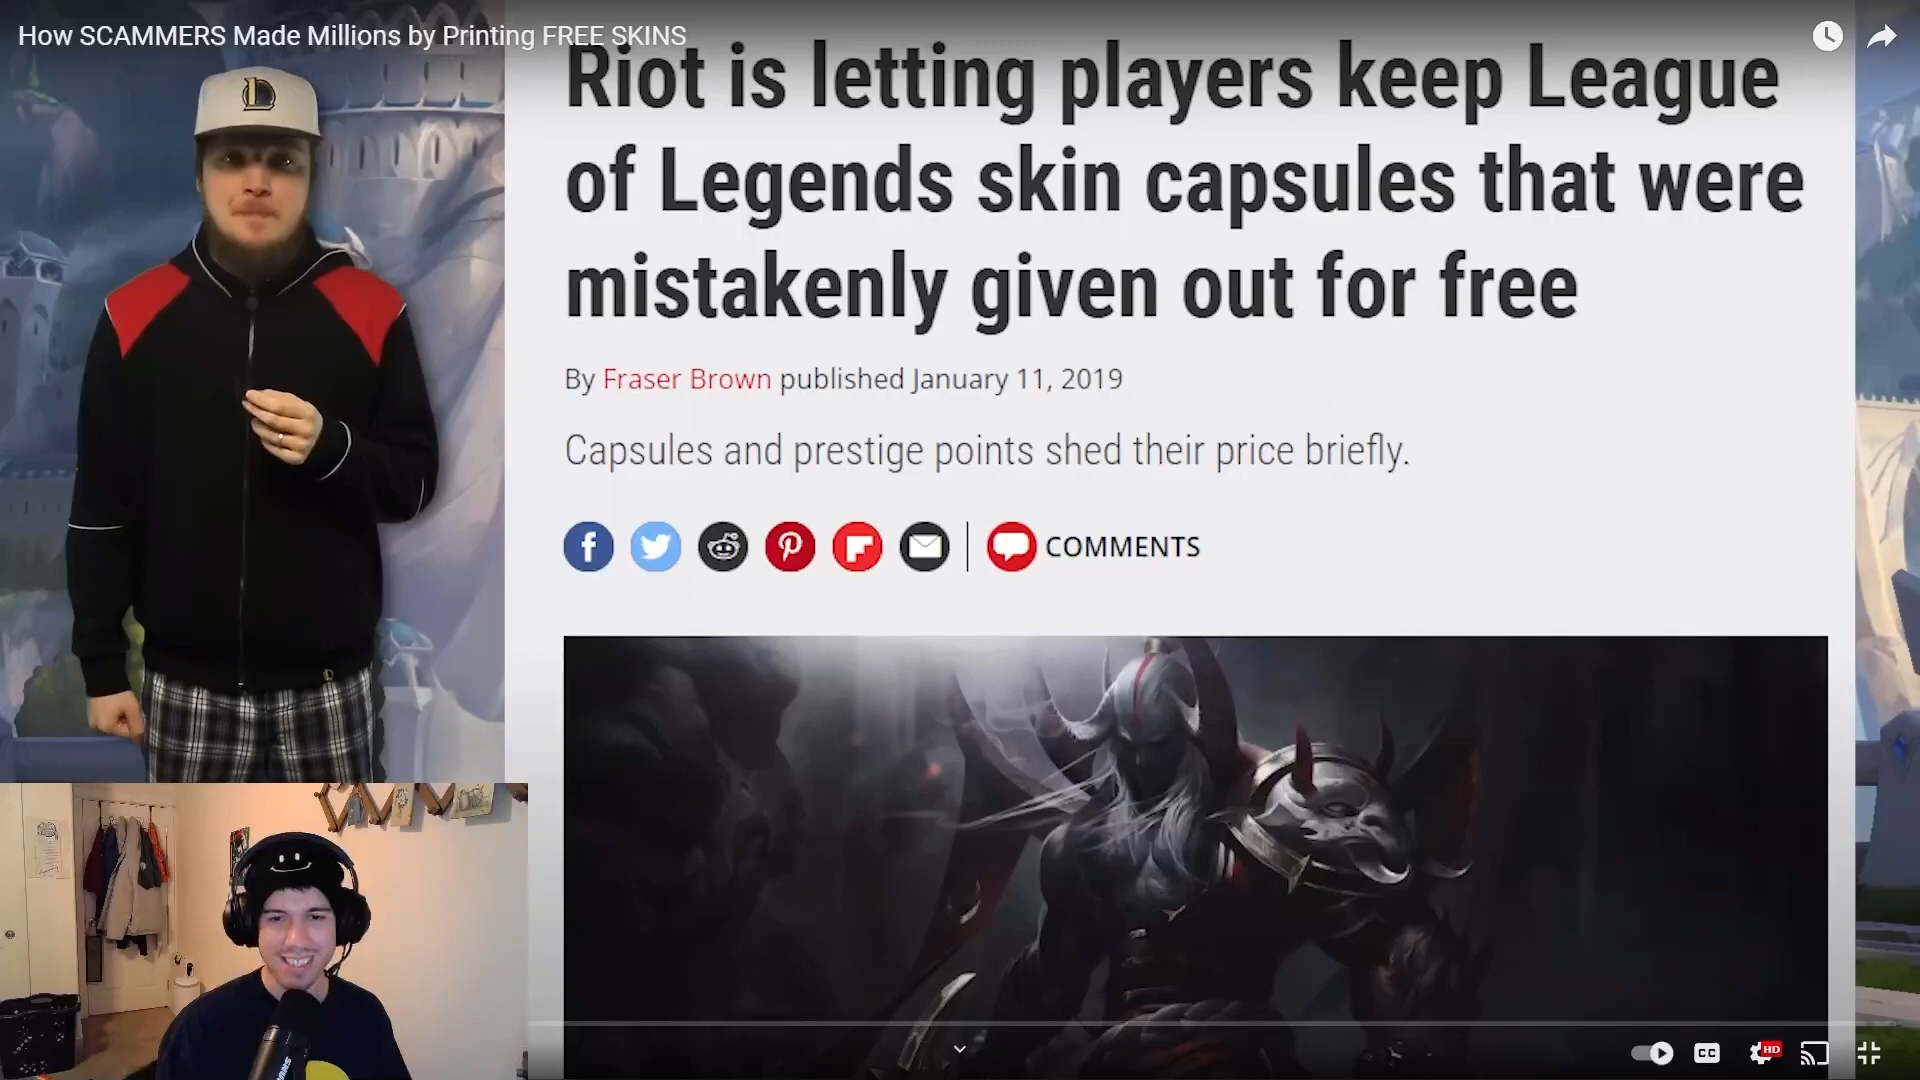 How SCAMMERS Made Millions by Printing FREE SKINS
Riot is letting players keep League
of Legends skin capsules that were
mistakenly given out for free
By Fraser Brown published January 11, 2019
Capsules and prestige points shed their price briefly.
COMMENTS
CC
HD